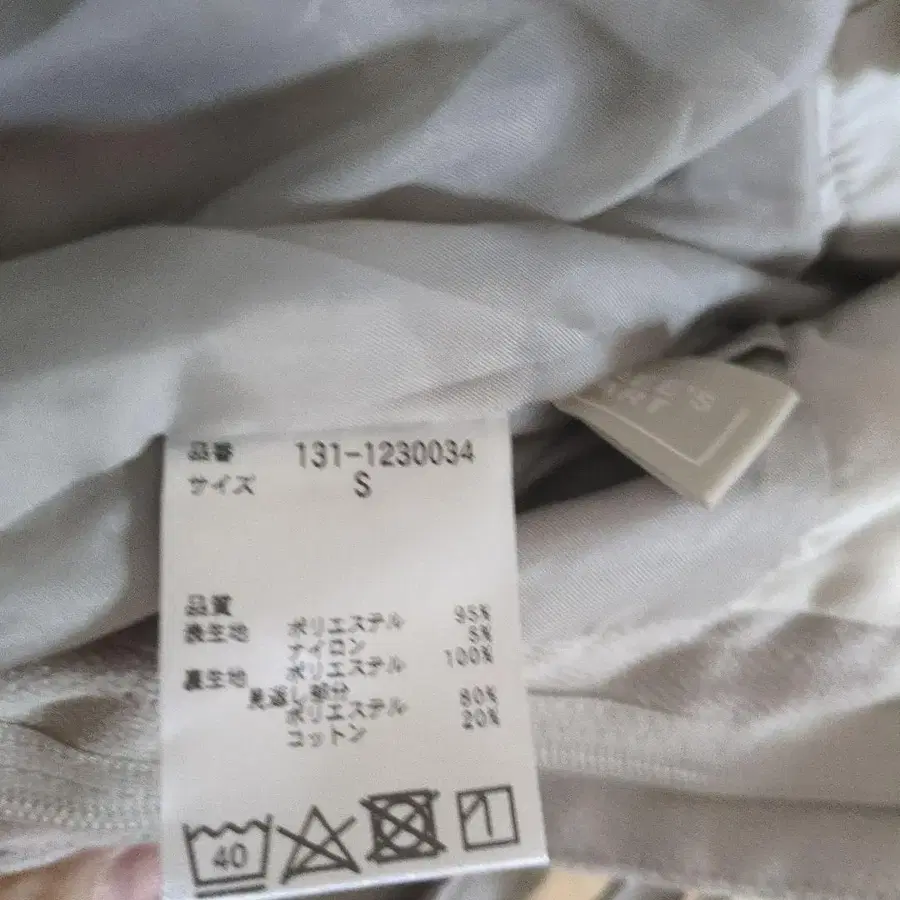 品番 131-1230034
サイズ S
品質
表生地 ポリエステル 95%
ナイロン 5%
裏生地 ポリエステル 100%
見返し部分
ポリエステル 80%
コットン 20%
40